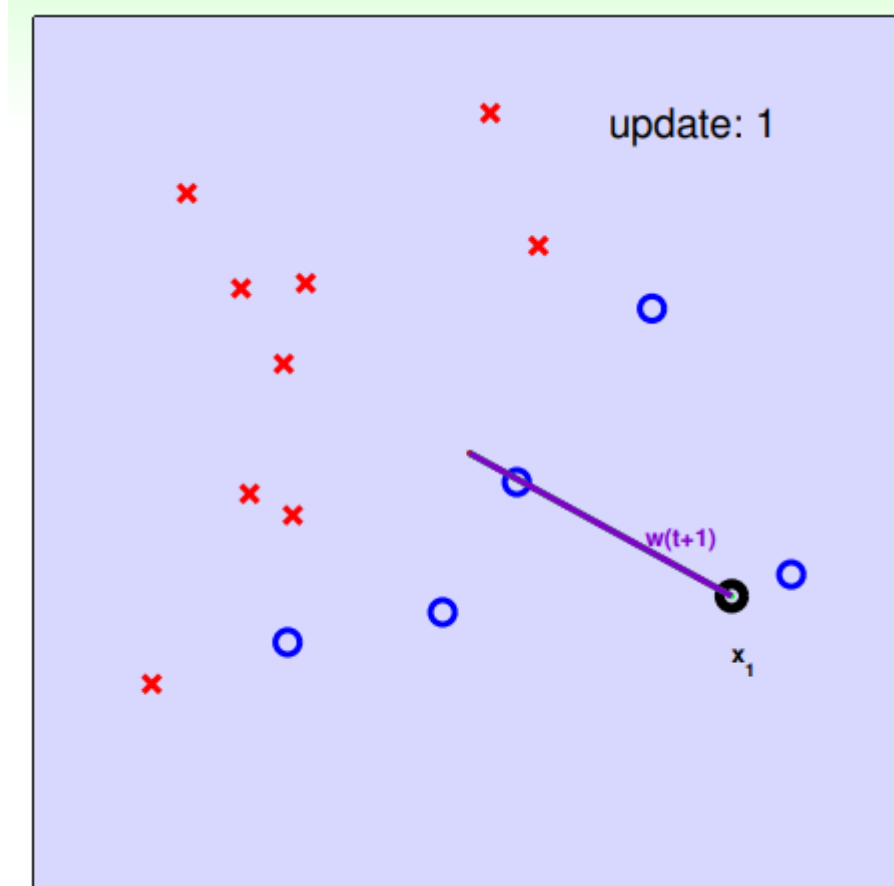 update: 1
w(t+1)
x₁